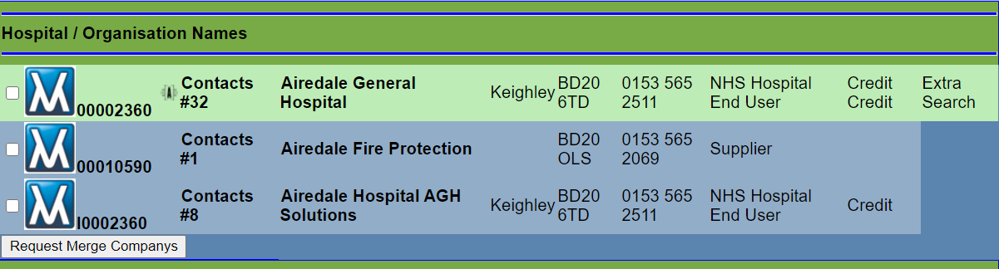 Hospital / Organisation Names
00002360 Contacts #32 Airedale General Hospital Keighley BD20 6TD 0153 565 2511 NHS Hospital End User Credit Credit Extra Search
00010590 Contacts #1 Airedale Fire Protection BD20 OLS 0153 565 2069 Supplier
I0002360 Contacts #8 Airedale Hospital AGH Solutions Keighley BD20 6TD 0153 565 2511 NHS Hospital End User Credit
Request Merge Companys